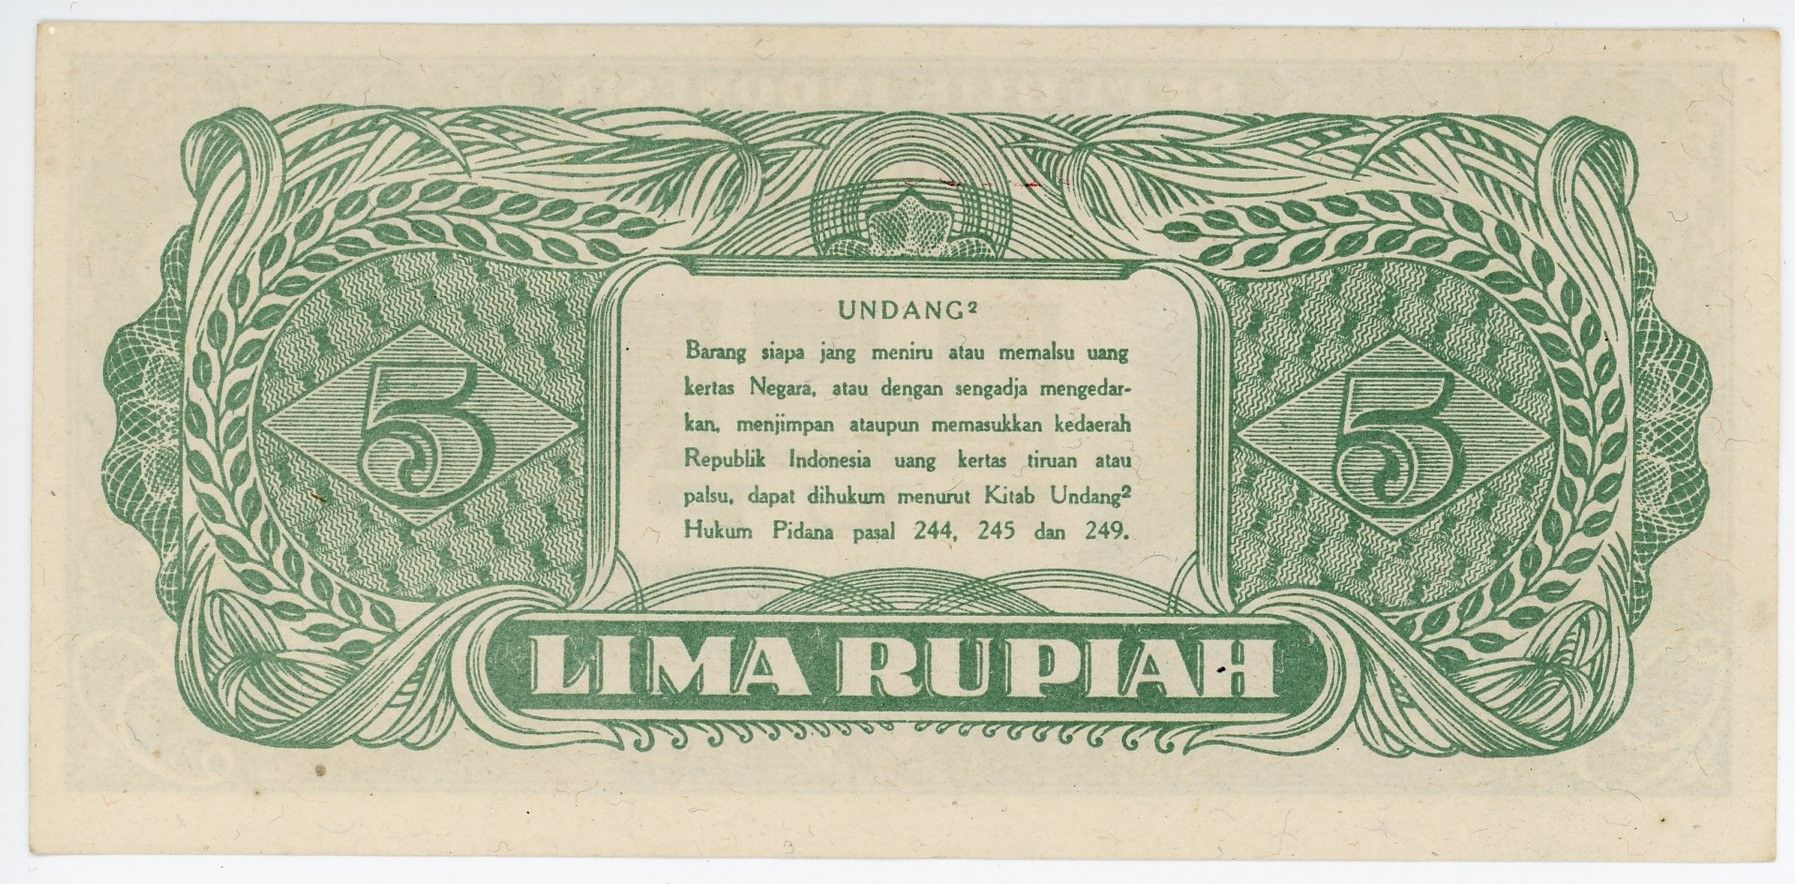 UNDANG²
Barang siapa jang meniru atau memalsu uang
kertas Negara, atau dengan sengadja mengedar-
kan, menjimpan ataupun memasukkan kedaerah
Republik Indonesia uang kertas tiruan atau
palsu, dapat dihukum menurut Kitab Undang²
Hukum Pidana pasal 244, 245 dan 249.
5
5
LIMA RUPIAH